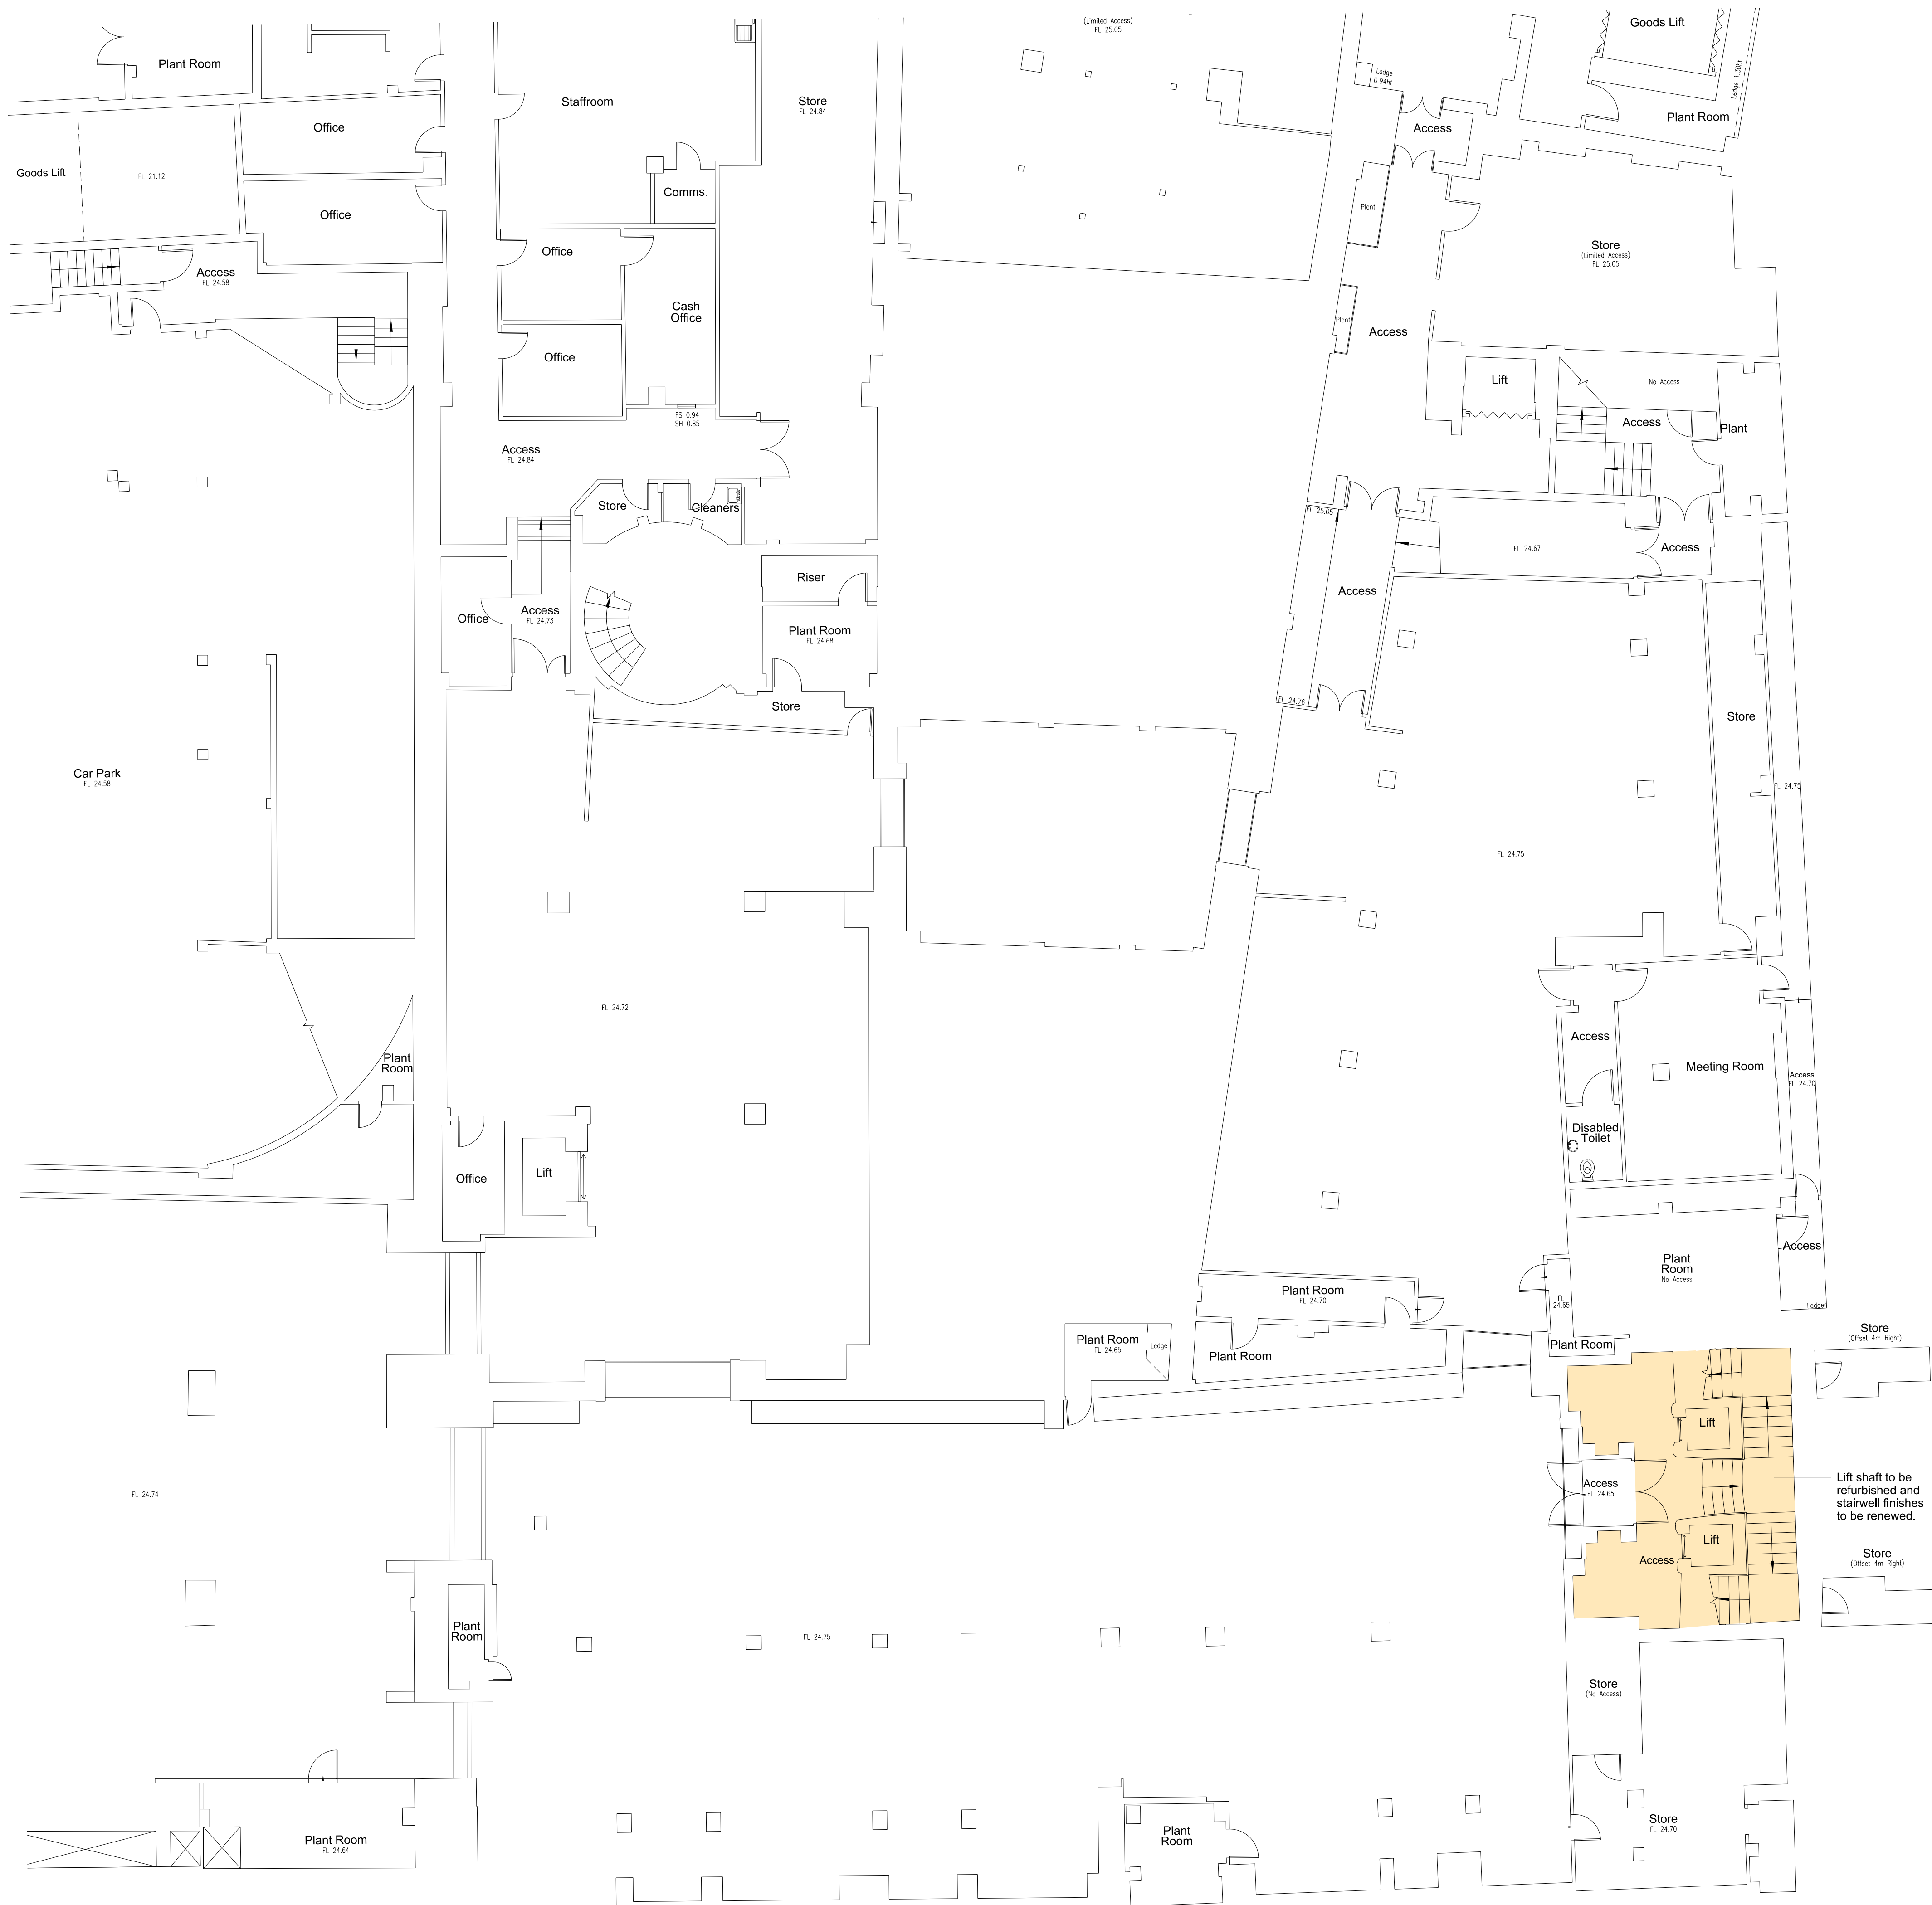 (Limited Access)
FL 25.05
Goods Lift
Plant Room
Ledge
0.94ht
Ledge 1.30ht
Staffroom
Store
FL 24.84
Plant Room
Office
Access
Goods Lift
FL 21.12
Comms.
Office
Plant
Office
Store
(Limited Access)
FL 25.05
Access
FL 24.58
Cash
Office
Plant
Access
Office
Lift
No Access
FS 0.94
SH 0.85
Access
Plant
Access
FL 24.84
Store
Cleaners
FL 25.05
FL 24.67
Access
Riser
Access
Office
Access
FL 24.73
Plant Room
FL 24.68
FL 24.76
Store
Store
Car Park
FL 24.58
FL 24.75
FL 24.75
FL 24.72
Access
Plant
Room
Meeting Room
Access
FL 24.70
Disabled
Toilet
Office
Lift
Access
Plant
Room
No Access
Plant Room
FL 24.70
FL
24.65
Ladder
Store
(Offset 4m Right)
Plant Room
FL 24.65
Ledge
Plant Room
Plant Room
Lift
Access
FL 24.65
Lift shaft to be
refurbished and
stairwell finishes
to be renewed.
FL 24.74
Lift
Access
Store
(Offset 4m Right)
Plant
Room
FL 24.75
Store
(No Access)
Plant Room
FL 24.64
Plant
Room
Store
FL 24.70